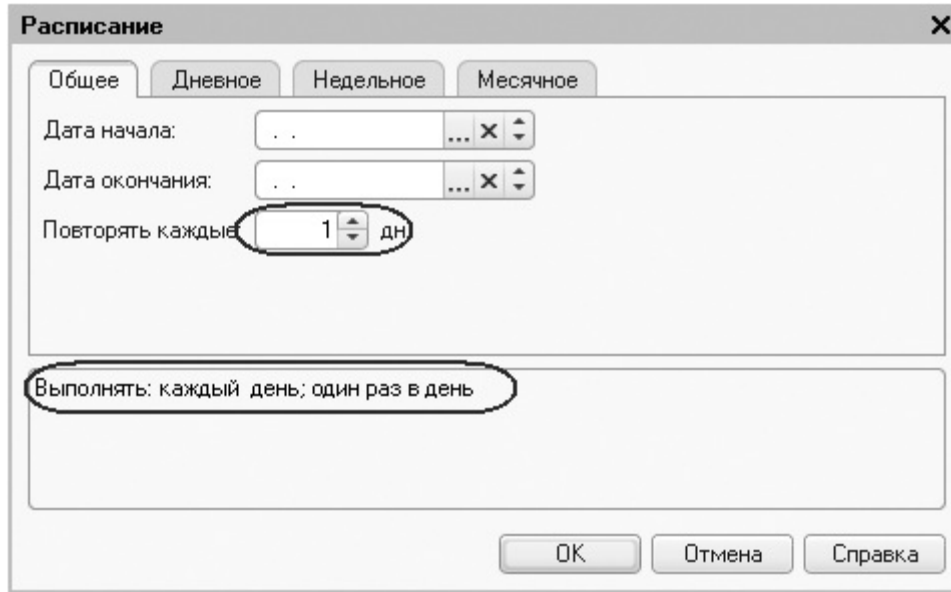 Расписание
Общее Дневное Недельное Месячное
Дата начала: . . ...
Дата окончания: . . ...
Повторять каждые 1 дн
Выполнять: каждый день; один раз в день
OK Отмена Справка